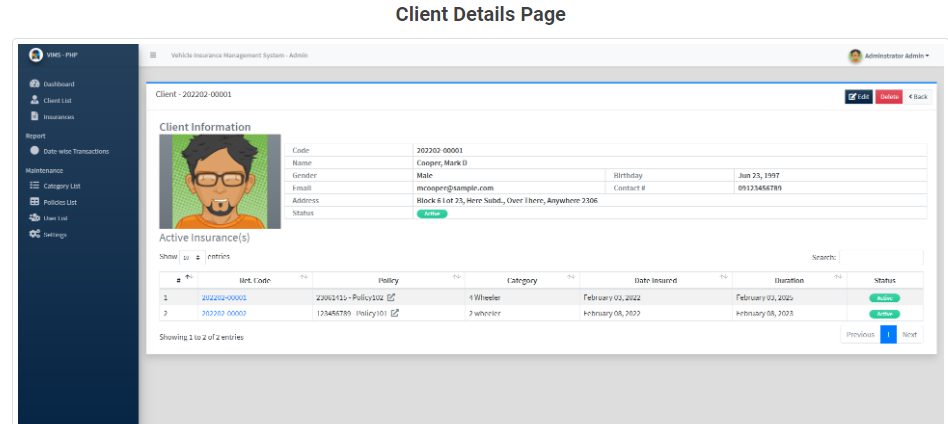 Client Details Page
VIMS - PHP
Vehicle Insurance Management System - Admin
Adminstrator Admin
Dashboard
Client List
Insurances
Report
Date-wise Transactions
Maintenance
Category List
Policies List
User List
Settings
Client - 202202-00001
Edit Delete < Back
Client Information
Code 202202-00001
Name Cooper, Mark D
Gender Male Birthday Jun 23, 1997
Email mcooper@sample.com Contact # 09123456789
Address Block 6 Lot 23, Here Subd., Over There, Anywhere 2306
Status Active
Active Insurance(s)
Show 10 entries Search:
# Ref. Code Policy Category Date Insured Duration Status
1 202202-00001 23061415 - Policy102 4 Wheeler February 03, 2022 February 03, 2025 Active
2 202202-00002 123456789 - Policy101 2 wheeler February 08, 2022 February 08, 2023 Active
Showing 1 to 2 of 2 entries
Previous 1 Next